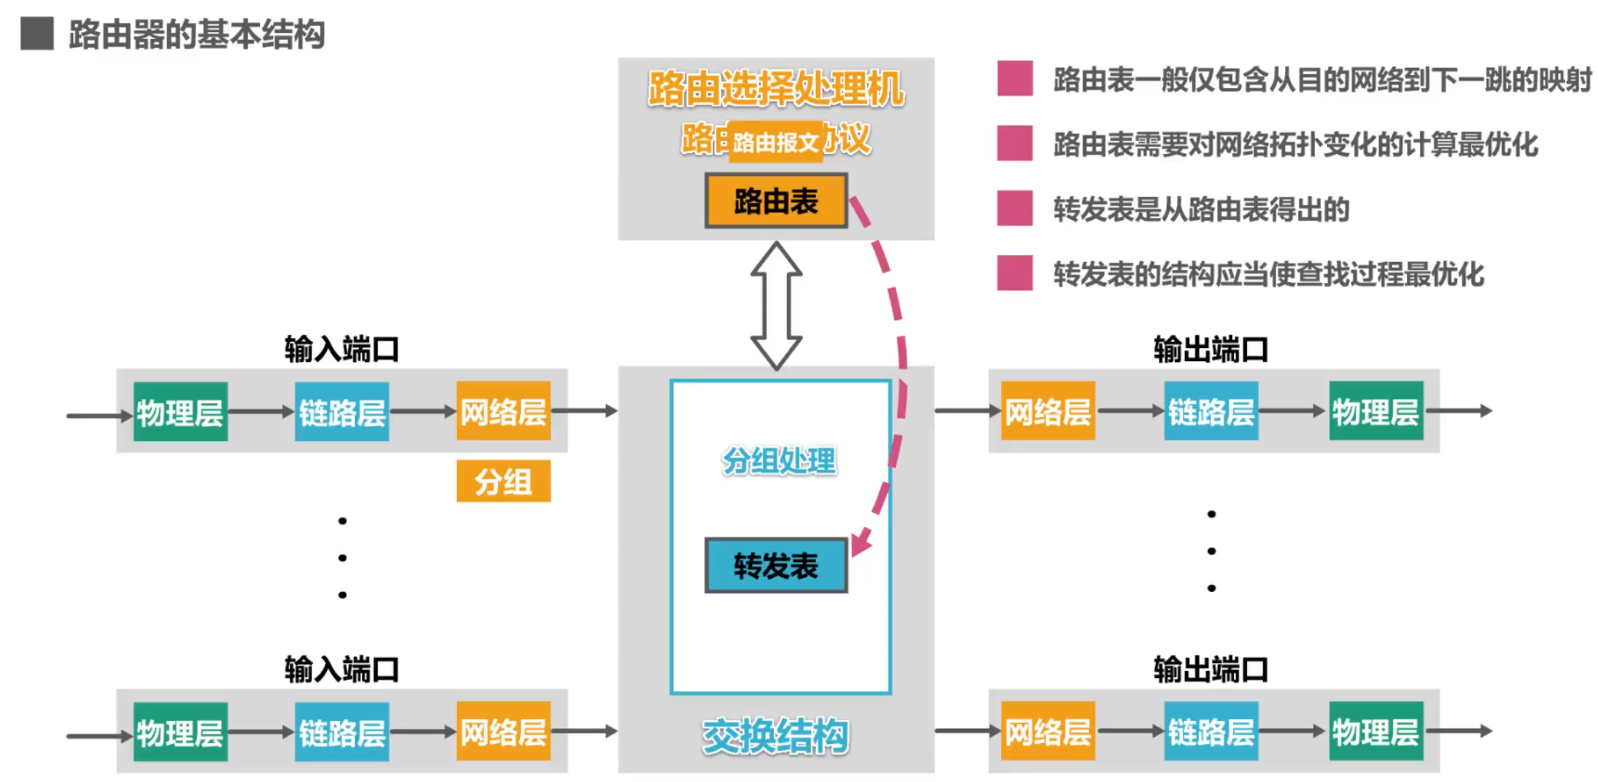 路由器的基本结构
路由选择处理机
路由
路由报文
协议
路由表
路由表一般仅包含从目的网络到下一跳的映射
路由表需要对网络拓扑变化的计算最优化
转发表是从路由表得出的
转发表的结构应当使查找过程最优化
输入端口
物理层
链路层
网络层
分组
分组处理
转发表
输出端口
网络层
链路层
物理层
输入端口
物理层
链路层
网络层
交换结构
输出端口
网络层
链路层
物理层